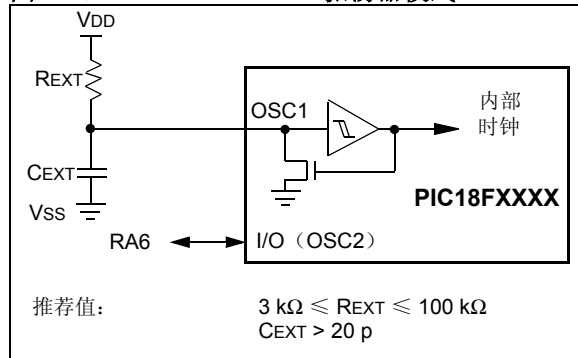 VDD
REXT
OSC1
内部
时钟
CEXT
PIC18FXXXX
VSS
RA6
I/O（OSC2）
推荐值：
3 kΩ ≤ REXT ≤ 100 kΩ
CEXT > 20 p